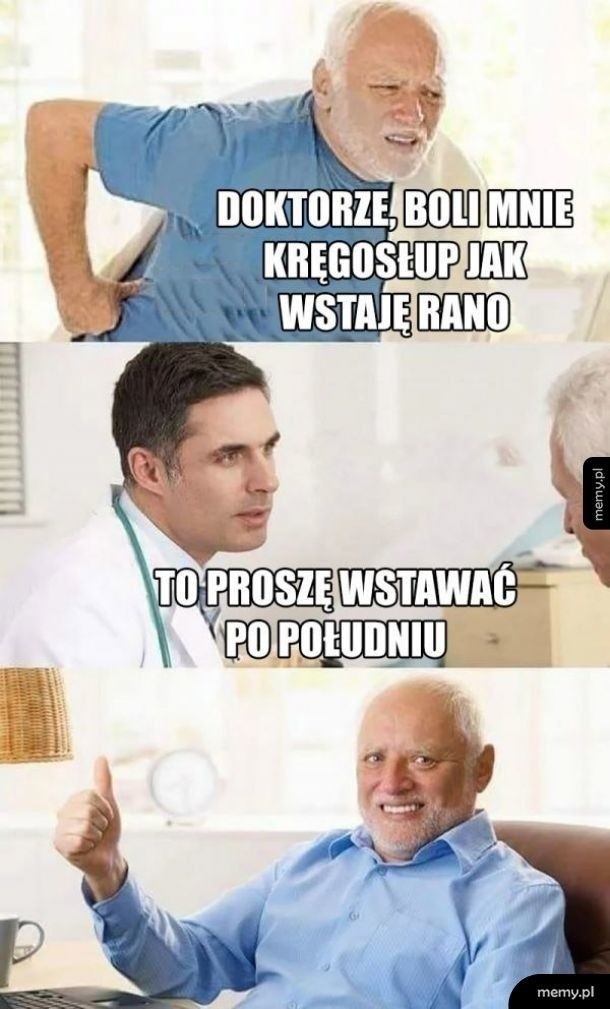 DOKTORZE, BOLI MNIE
KRĘGOSŁUP JAK
WSTAJĘ RANO
memy.pl
TO PROSZĘ WSTAWAĆ
PO POŁUDNIU
memy.pl